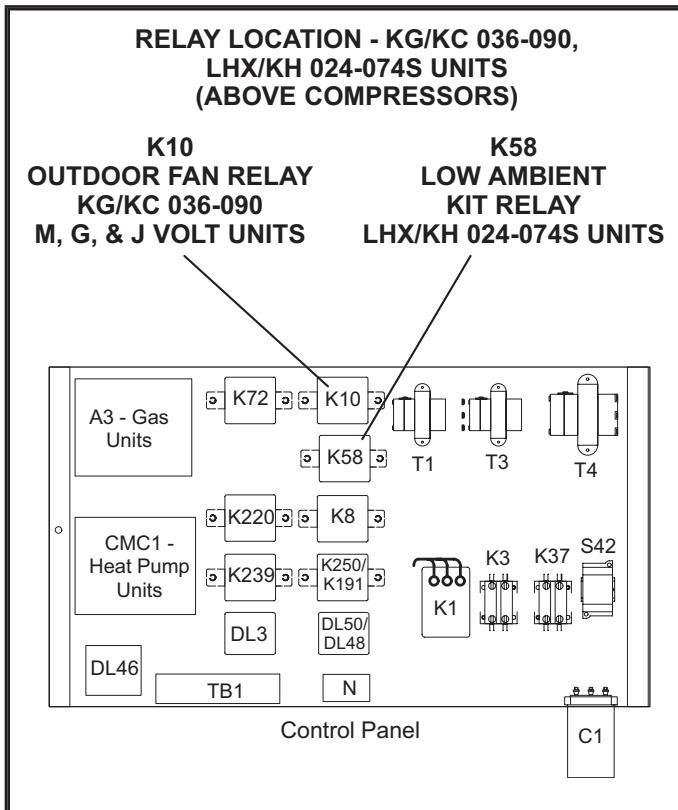 RELAY LOCATION - KG/KC 036-090,
LHX/KH 024-074S UNITS
(ABOVE COMPRESSORS)
K10
OUTDOOR FAN RELAY
KG/KC 036-090
M, G, & J VOLT UNITS
K58
LOW AMBIENT
KIT RELAY
LHX/KH 024-074S UNITS
A3 - Gas
Units
K72
K10
K58
T1
T3
T4
CMC1 -
Heat Pump
Units
K220
K8
K239
K250/
K191
K1
K3
K37
S42
DL3
DL50/
DL48
DL46
TB1
N
C1
Control Panel